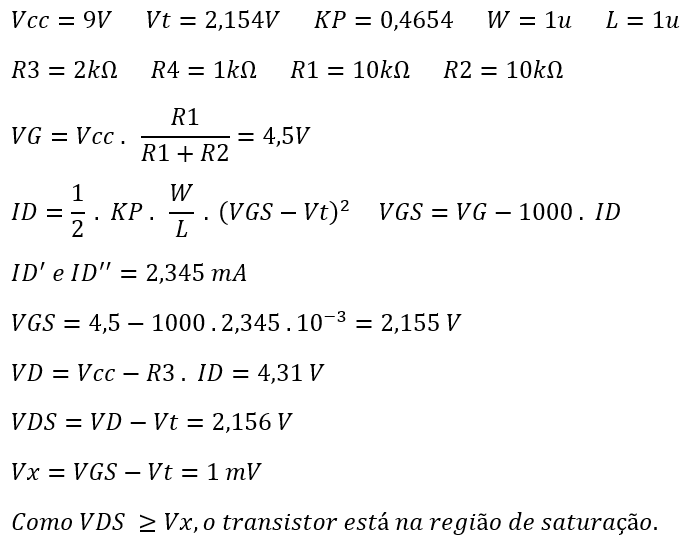 Vcc = 9V Vt = 2,154V KP = 0,4654 W = 1u L = 1u
R3 = 2kΩ R4 = 1kΩ R1 = 10kΩ R2 = 10kΩ
VG = Vcc . R1/(R1 + R2) = 4,5V
ID = 1/2 . KP . W/L . (VGS − Vt)² VGS = VG − 1000 . ID
ID′ e ID′′ = 2,345 mA
VGS = 4,5 − 1000 . 2,345 . 10⁻³ = 2,155 V
VD = Vcc − R3 . ID = 4,31 V
VDS = VD − Vt = 2,156 V
Vx = VGS − Vt = 1 mV
Como VDS ≥ Vx, o transistor está na região de saturação.